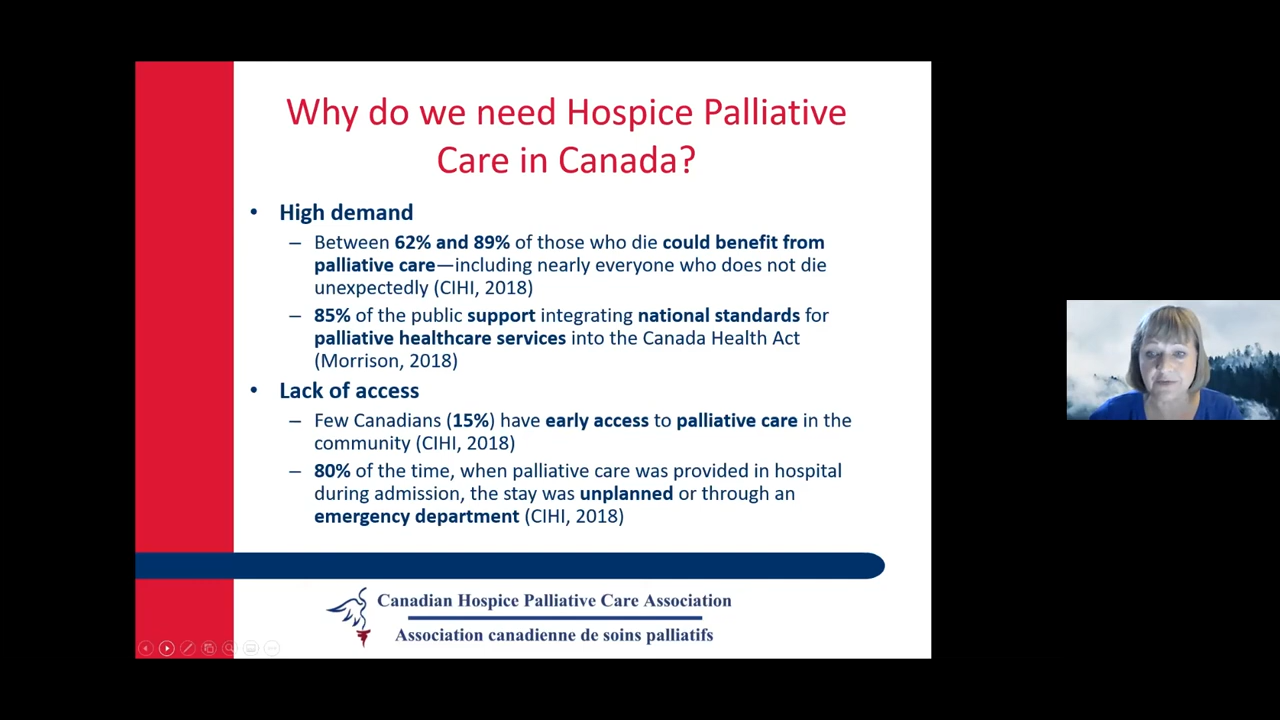 Why do we need Hospice Palliative
Care in Canada?
• High demand
– Between 62% and 89% of those who die could benefit from
palliative care—including nearly everyone who does not die
unexpectedly (CIHI, 2018)
– 85% of the public support integrating national standards for
palliative healthcare services into the Canada Health Act
(Morrison, 2018)
• Lack of access
– Few Canadians (15%) have early access to palliative care in the
community (CIHI, 2018)
– 80% of the time, when palliative care was provided in hospital
during admission, the stay was unplanned or through an
emergency department (CIHI, 2018)
Canadian Hospice Palliative Care Association
Association canadienne de soins palliatifs